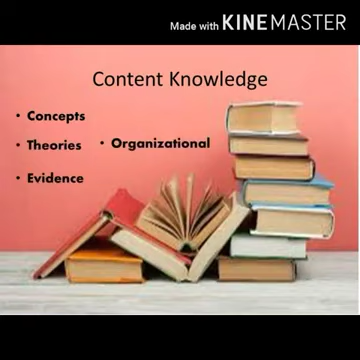 Made with KINEMASTER
Content Knowledge
• Concepts
• Theories
• Organizational
• Evidence